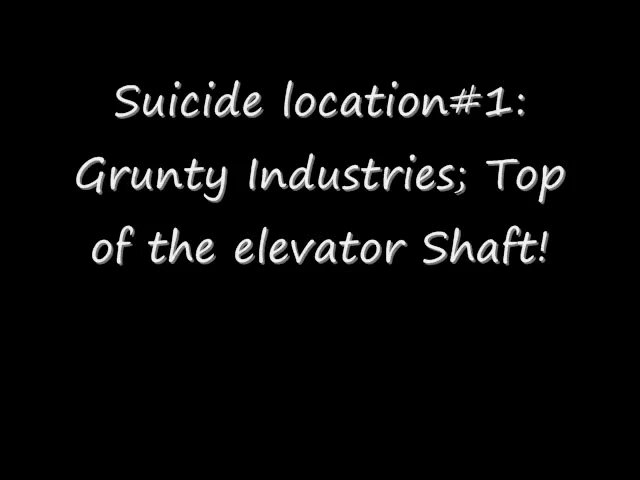 Suicide location#1:
Grunty Industries; Top
of the elevator Shaft!